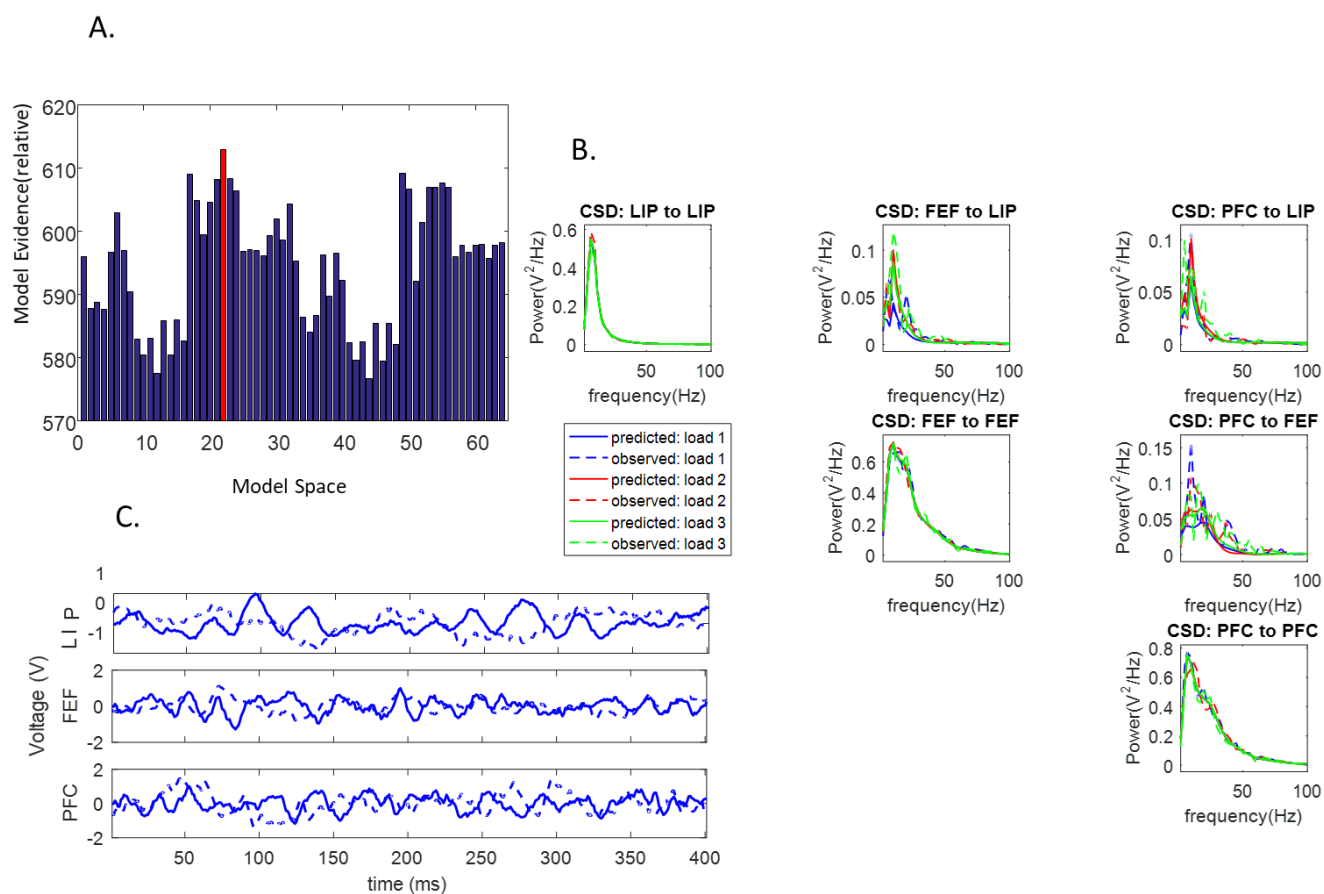 A.
620
610
600
590
580
570
Model Evidence(relative)
0 10 20 30 40 50 60
Model Space
B.
CSD: LIP to LIP
0.6
0.4
0.2
0
Power(V^2/Hz)
50 100
frequency(Hz)
CSD: FEF to LIP
0.1
0.05
0
Power(V^2/Hz)
50 100
frequency(Hz)
CSD: PFC to LIP
0.1
0.05
0
Power(V^2/Hz)
50 100
frequency(Hz)
predicted: load 1
observed: load 1
predicted: load 2
observed: load 2
predicted: load 3
observed: load 3
CSD: FEF to FEF
0.6
0.4
0.2
0
Power(V^2/Hz)
50 100
frequency(Hz)
CSD: PFC to FEF
0.15
0.1
0.05
0
Power(V^2/Hz)
50 100
frequency(Hz)
CSD: PFC to PFC
0.8
0.6
0.4
0.2
0
Power(V^2/Hz)
50 100
frequency(Hz)
C.
1
0
-1
LI P
2
0
-2
FEF
Voltage (V)
2
0
-2
PFC
50 100 150 200 250 300 350 400
time (ms)